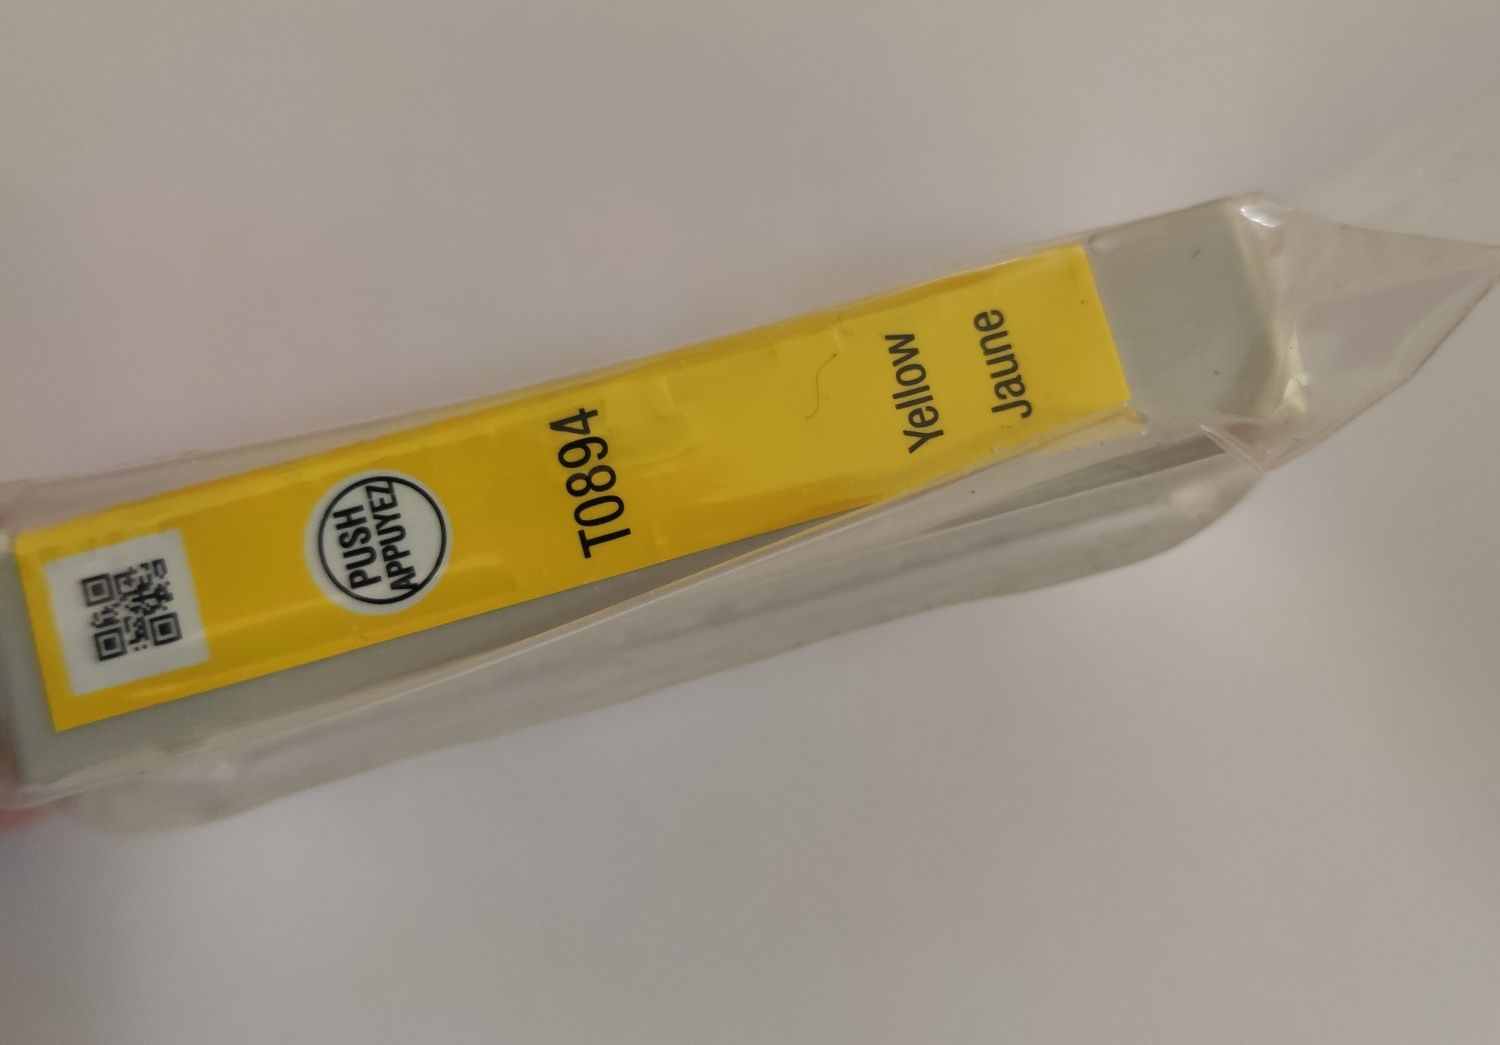 PUSH
APPUYEZ
T0894
Yellow
Jaune